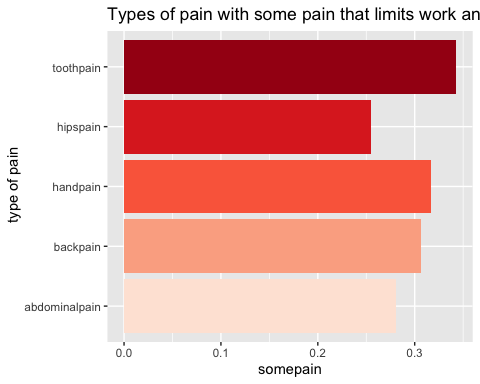 Types of pain with some pain that limits work an
toothpain
hipspain
handpain
backpain
abdominalpain
type of pain
0.0 0.1 0.2 0.3
somepain